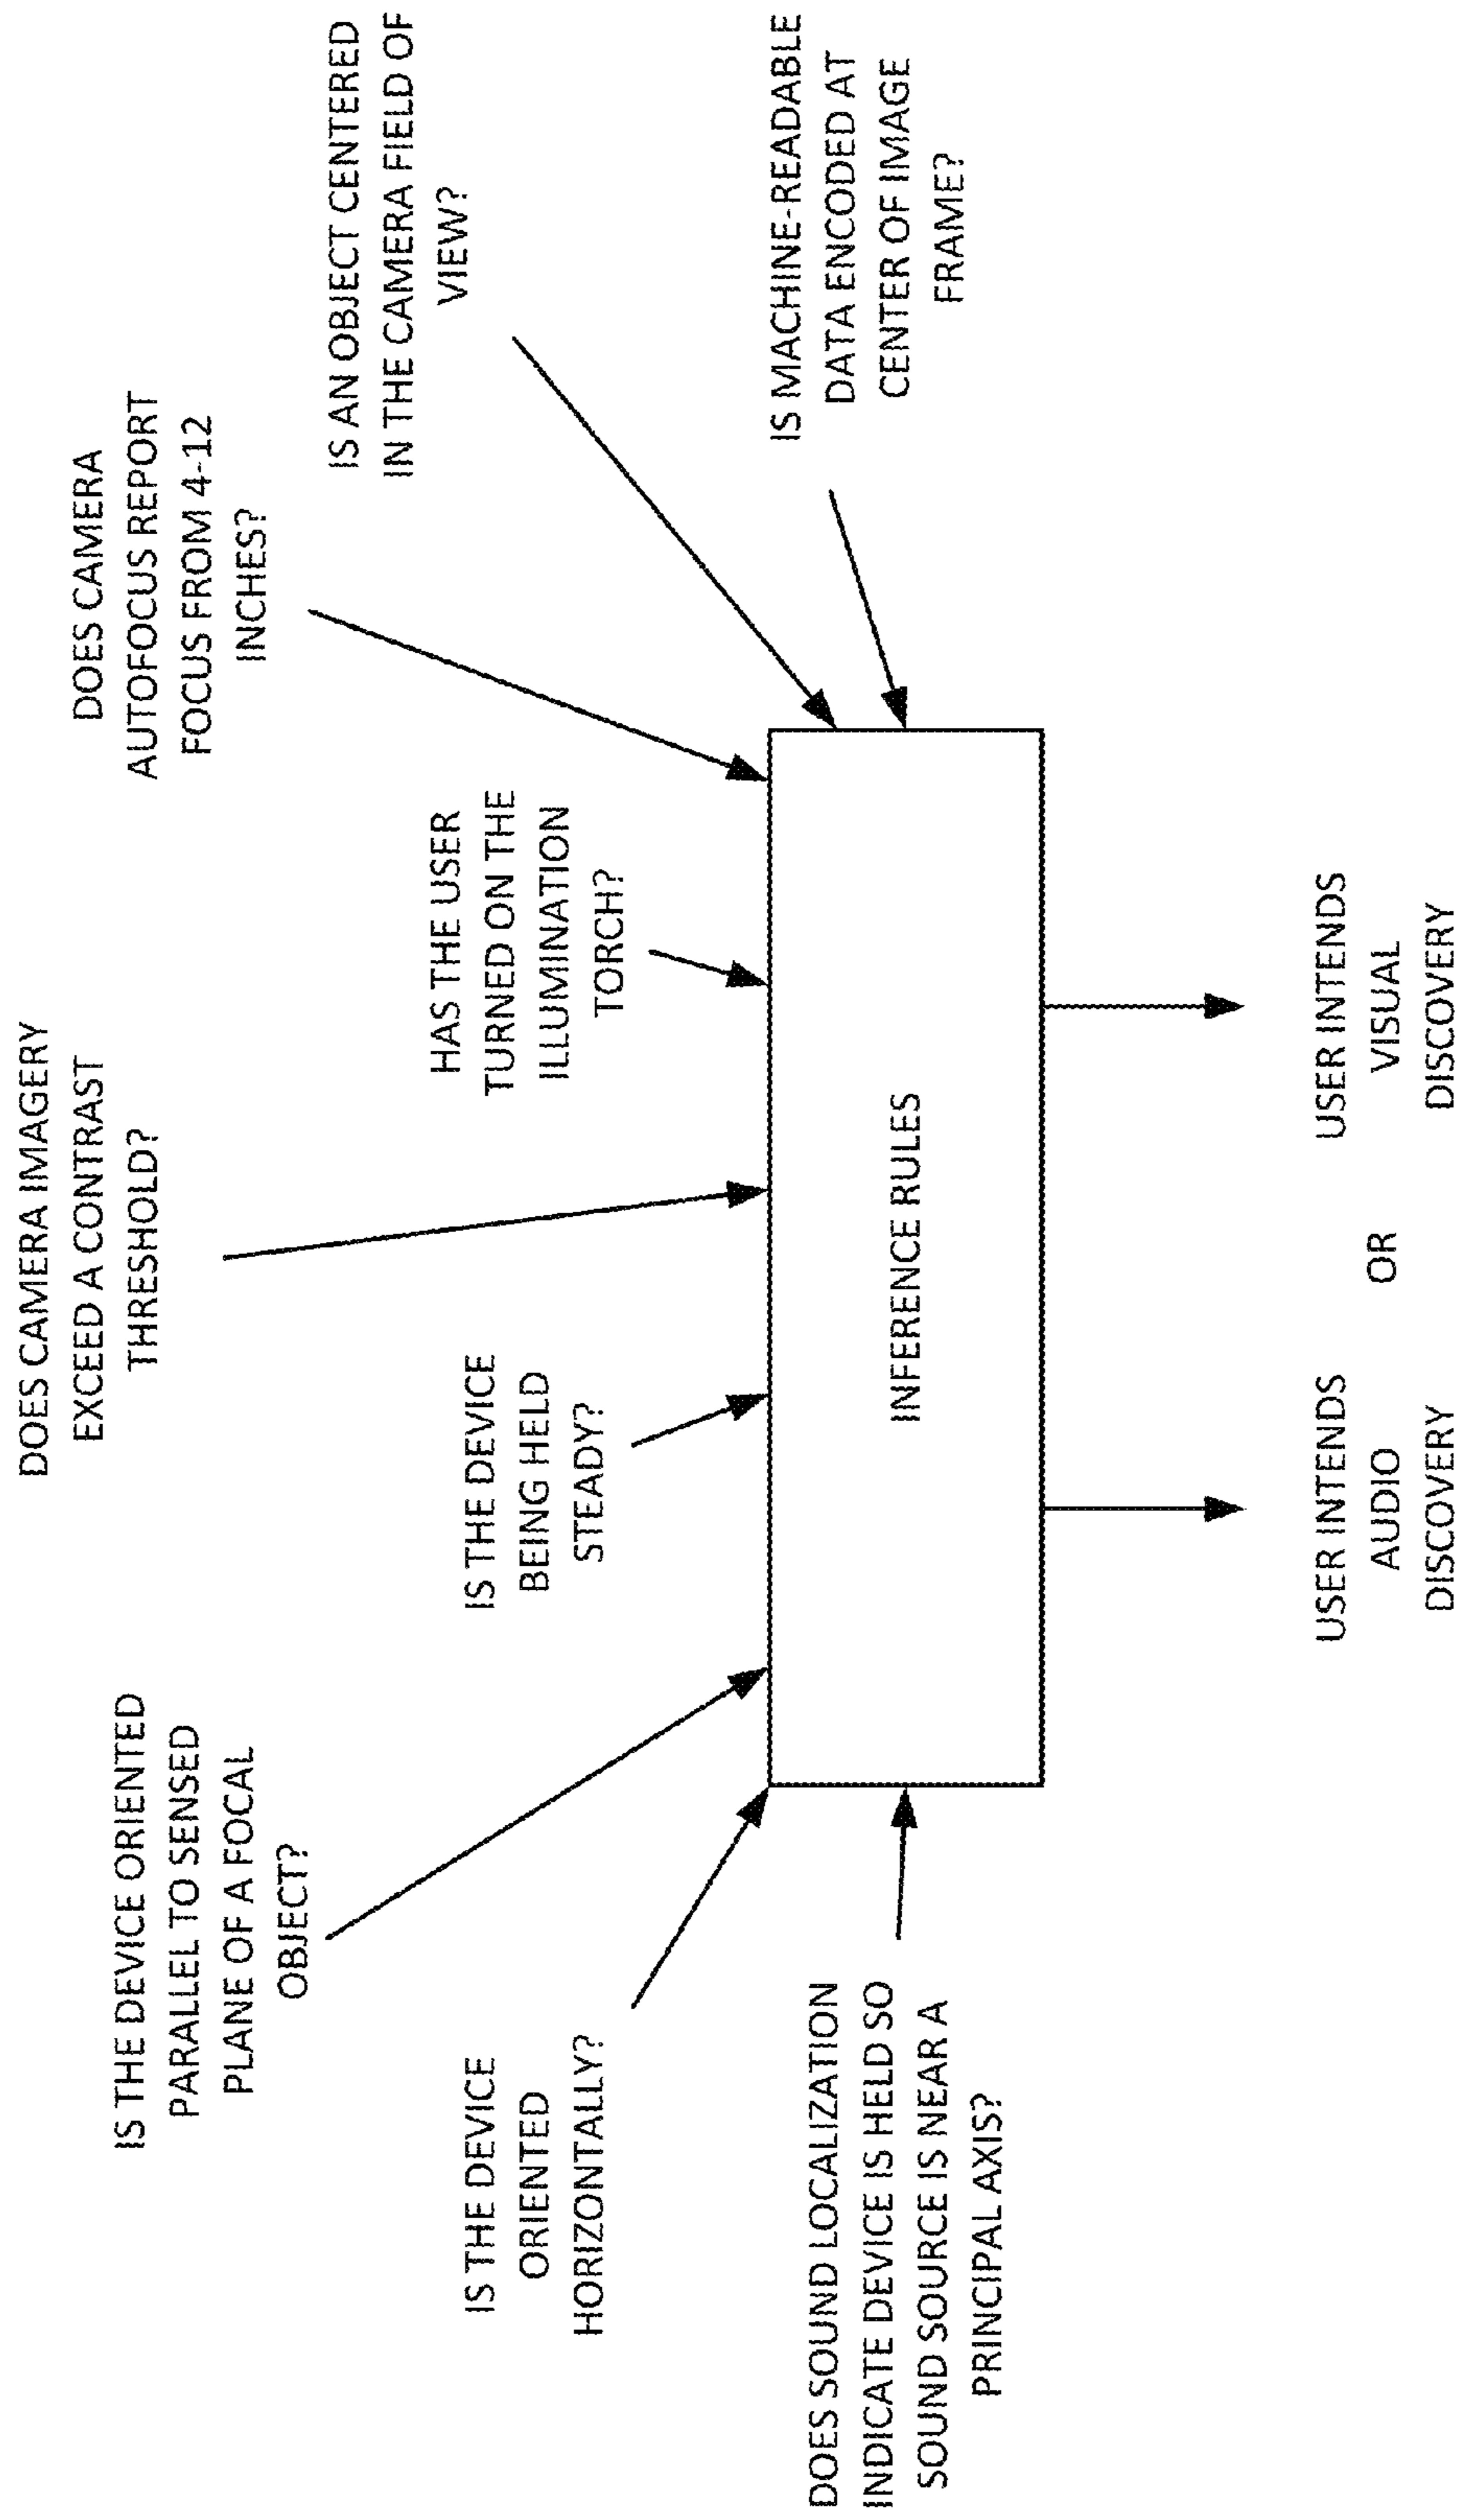 DOES CAMERA IMAGERY
EXCEED A CONTRAST
THRESHOLD?
DOES CAMERA
AUTOFOCUS REPORT
FOCUS FROM 4-12
INCHES?
IS THE DEVICE ORIENTED
PARALLEL TO SENSED
PLANE OF A FOCAL
OBJECT?
IS AN OBJECT CENTERED
IN THE CAMERA FIELD OF
VIEW?
HAS THE USER
TURNED ON THE
ILLUMINATION
TORCH?
IS THE DEVICE
BEING HELD
STEADY?
IS THE DEVICE
ORIENTED
HORIZONTALLY?
DOES SOUND LOCALIZATION
INDICATE DEVICE IS HELD SO
SOUND SOURCE IS NEAR A
PRINCIPAL AXIS?
IS MACHINE-READABLE
DATA ENCODED AT
CENTER OF IMAGE
FRAME?
INFERENCE RULES
USER INTENDS
AUDIO
DISCOVERY
OR
USER INTENDS
VISUAL
DISCOVERY